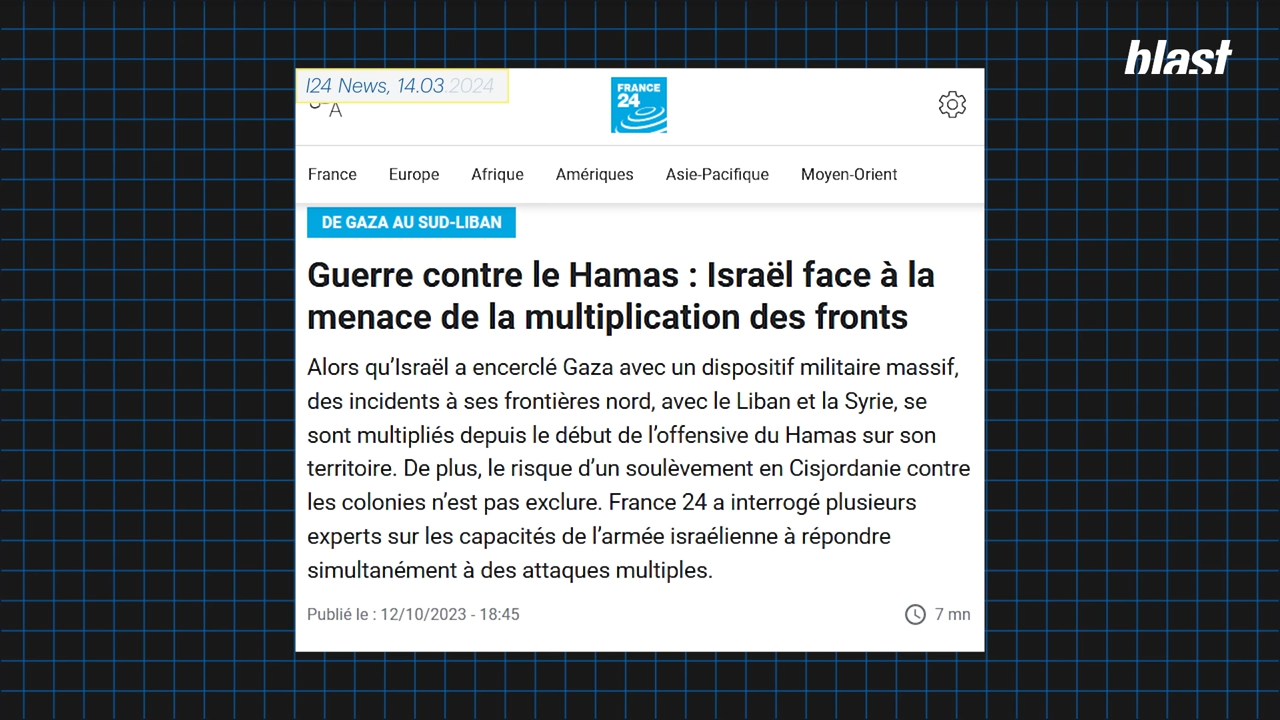 blast
I24 News, 14.03.2024
A
FRANCE
24
France Europe Afrique Amériques Asie-Pacifique Moyen-Orient
DE GAZA AU SUD-LIBAN
Guerre contre le Hamas : Israël face à la
menace de la multiplication des fronts
Alors qu’Israël a encerclé Gaza avec un dispositif militaire massif,
des incidents à ses frontières nord, avec le Liban et la Syrie, se
sont multipliés depuis le début de l’offensive du Hamas sur son
territoire. De plus, le risque d’un soulèvement en Cisjordanie contre
les colonies n’est pas exclure. France 24 a interrogé plusieurs
experts sur les capacités de l’armée israélienne à répondre
simultanément à des attaques multiples.
Publié le : 12/10/2023 - 18:45
7 mn